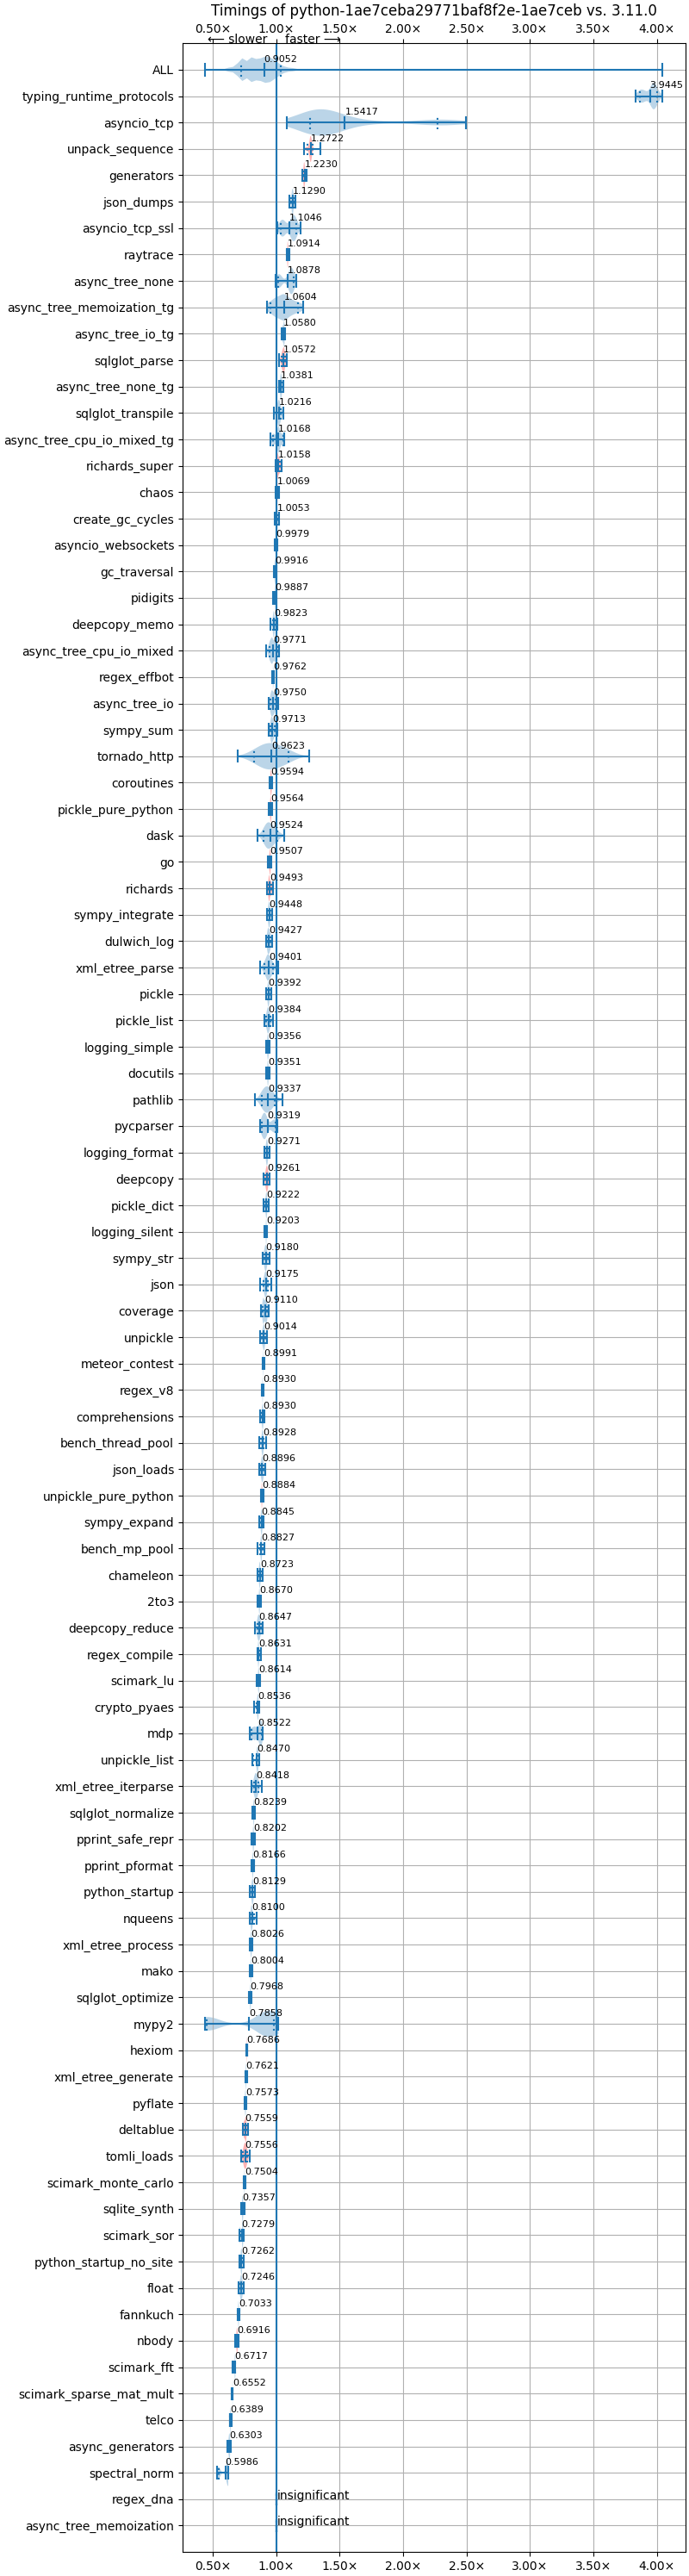 Timings of python-1ae7ceba29771baf8f2e-1ae7ceb vs. 3.11.0
0.50× 1.00× 1.50× 2.00× 2.50× 3.00× 3.50× 4.00×
⟵ slower faster ⟶
ALL 0.9052
typing_runtime_protocols 3.9445
asyncio_tcp 1.5417
unpack_sequence 1.2722
generators 1.2230
json_dumps 1.1290
asyncio_tcp_ssl 1.1046
raytrace 1.0914
async_tree_none 1.0878
async_tree_memoization_tg 1.0604
async_tree_io_tg 1.0580
sqlglot_parse 1.0572
async_tree_none_tg 1.0381
sqlglot_transpile 1.0216
async_tree_cpu_io_mixed_tg 1.0168
richards_super 1.0158
chaos 1.0069
create_gc_cycles 1.0053
asyncio_websockets 0.9979
gc_traversal 0.9916
pidigits 0.9887
deepcopy_memo 0.9823
async_tree_cpu_io_mixed 0.9771
regex_effbot 0.9762
async_tree_io 0.9750
sympy_sum 0.9713
tornado_http 0.9623
coroutines 0.9594
pickle_pure_python 0.9564
dask 0.9524
go 0.9507
richards 0.9493
sympy_integrate 0.9448
dulwich_log 0.9427
xml_etree_parse 0.9401
pickle 0.9392
pickle_list 0.9384
logging_simple 0.9356
docutils 0.9351
pathlib 0.9337
pycparser 0.9319
logging_format 0.9271
deepcopy 0.9261
pickle_dict 0.9222
logging_silent 0.9203
sympy_str 0.9180
json 0.9175
coverage 0.9110
unpickle 0.9014
meteor_contest 0.8991
regex_v8 0.8930
comprehensions 0.8930
bench_thread_pool 0.8928
json_loads 0.8896
unpickle_pure_python 0.8884
sympy_expand 0.8845
bench_mp_pool 0.8827
chameleon 0.8723
2to3 0.8670
deepcopy_reduce 0.8647
regex_compile 0.8631
scimark_lu 0.8614
crypto_pyaes 0.8536
mdp 0.8522
unpickle_list 0.8470
xml_etree_iterparse 0.8418
sqlglot_normalize 0.8239
pprint_safe_repr 0.8202
pprint_pformat 0.8166
python_startup 0.8129
nqueens 0.8100
xml_etree_process 0.8026
mako 0.8004
sqlglot_optimize 0.7968
mypy2 0.7858
hexiom 0.7686
xml_etree_generate 0.7621
pyflate 0.7573
deltablue 0.7559
tomli_loads 0.7556
scimark_monte_carlo 0.7504
sqlite_synth 0.7357
scimark_sor 0.7279
python_startup_no_site 0.7262
float 0.7246
fannkuch 0.7033
nbody 0.6916
scimark_fft 0.6717
scimark_sparse_mat_mult 0.6552
telco 0.6389
async_generators 0.6303
spectral_norm 0.5986
regex_dna insignificant
async_tree_memoization insignificant
0.50× 1.00× 1.50× 2.00× 2.50× 3.00× 3.50× 4.00×